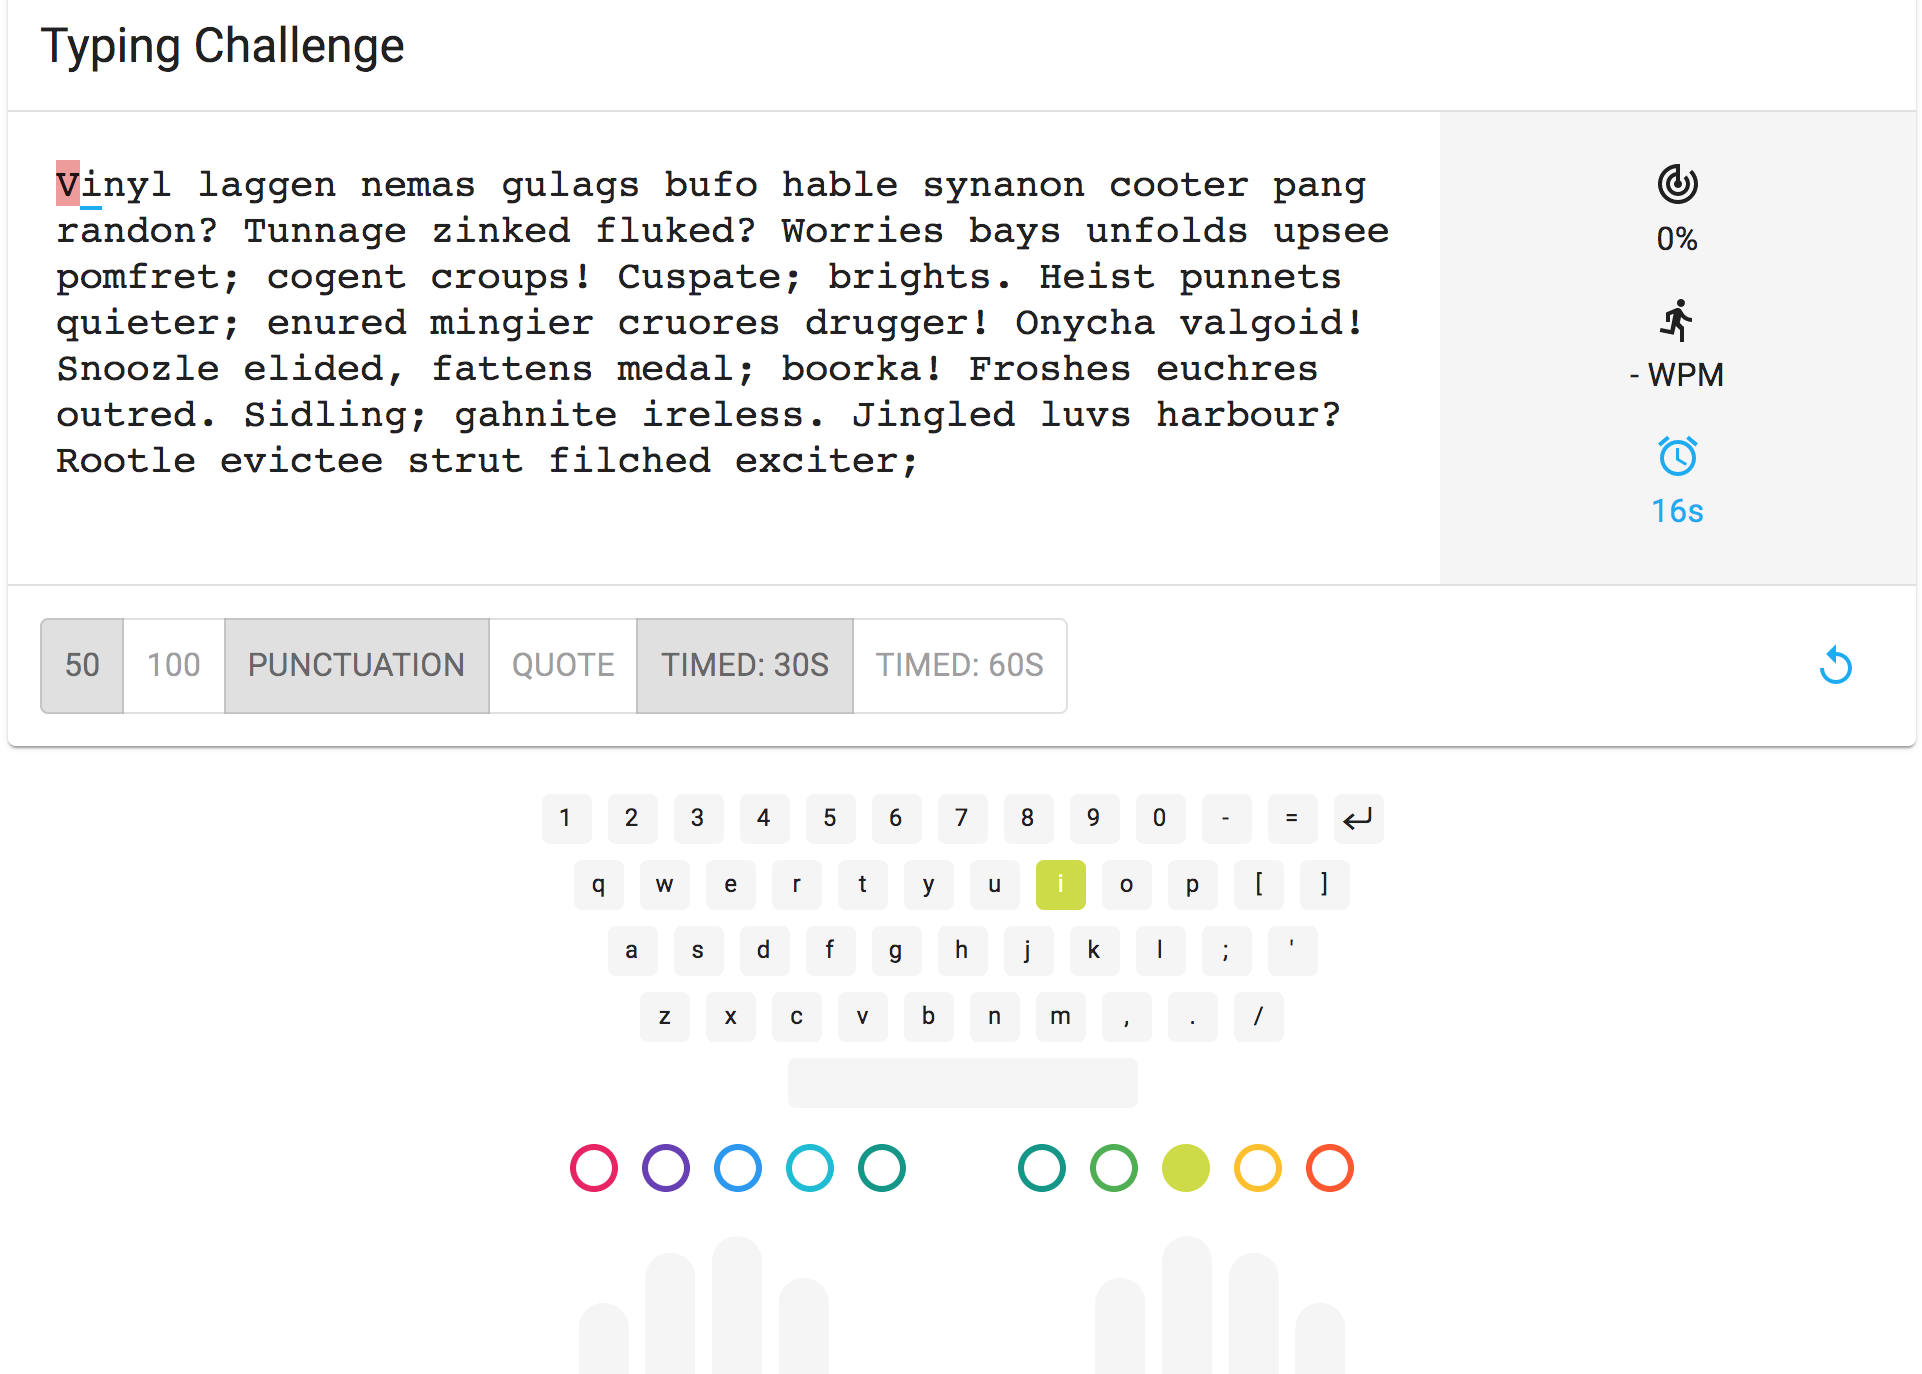 Typing Challenge
Vinyl laggen nemas gulags bufo hable synanon cooter pang
randon? Tunnage zinked fluked? Worries bays unfolds upsee
pomfret; cogent croups! Cuspate; brights. Heist punnets
quieter; enured mingier cruores drugger! Onycha valgoid!
Snoozle elided, fattens medal; boorka! Froshes euchres
outred. Sidling; gahnite ireless. Jingled luvs harbour?
Rootle evictee strut filched exciter;
0%
- WPM
16s
50 100 PUNCTUATION QUOTE TIMED: 30S TIMED: 60S
1 2 3 4 5 6 7 8 9 0 - =
q w e r t y u i o p [ ]
a s d f g h j k l ; '
z x c v b n m , . /